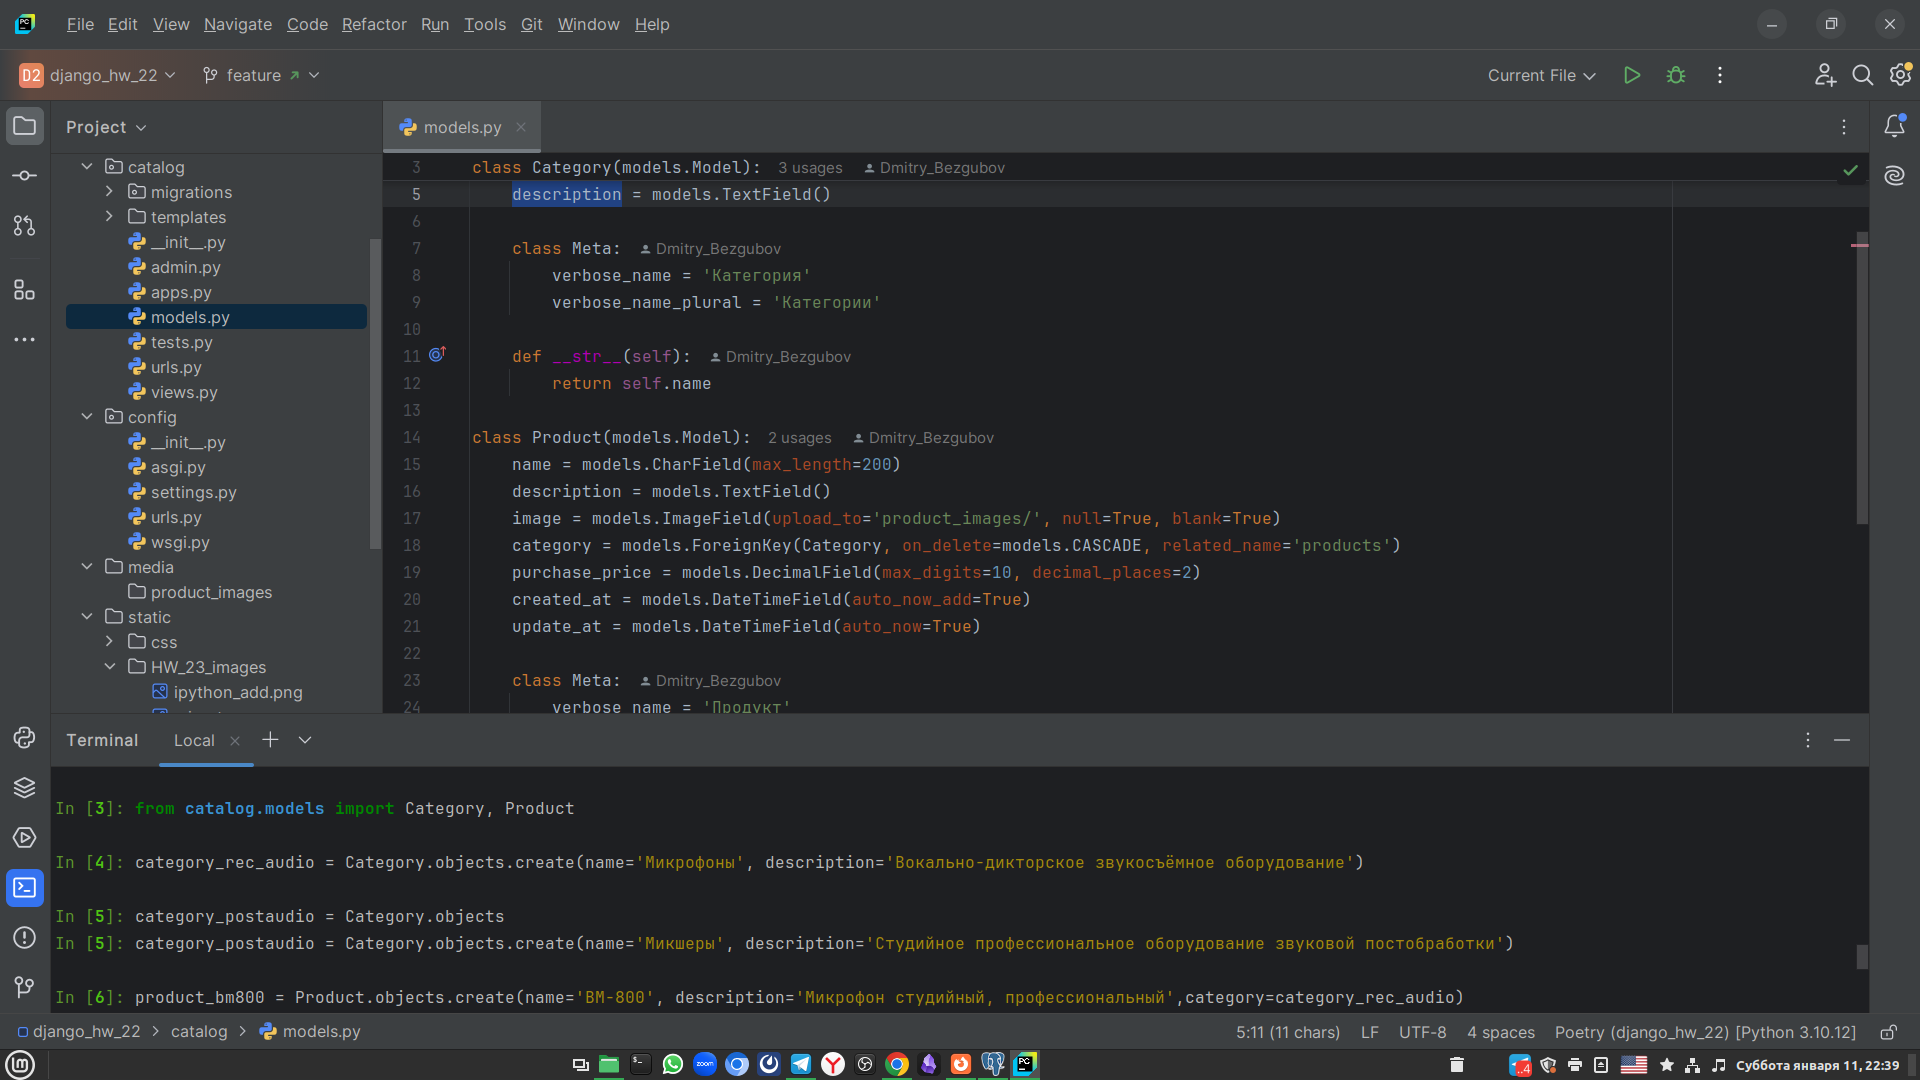 File Edit View Navigate Code Refactor Run Tools Git Window Help
D2 django_hw_22 feature Current File
Project
models.py
catalog
migrations
templates
__init__.py
admin.py
apps.py
models.py
tests.py
urls.py
views.py
config
__init__.py
asgi.py
settings.py
urls.py
wsgi.py
media
product_images
static
css
HW_23_images
ipython_add.png
3 class Category(models.Model): 3 usages Dmitry_Bezgubov
5 description = models.TextField()
6
7 class Meta: Dmitry_Bezgubov
8 verbose_name = 'Категория'
9 verbose_name_plural = 'Категории'
10
11 def __str__(self): Dmitry_Bezgubov
12 return self.name
13
14 class Product(models.Model): 2 usages Dmitry_Bezgubov
15 name = models.CharField(max_length=200)
16 description = models.TextField()
17 image = models.ImageField(upload_to='product_images/', null=True, blank=True)
18 category = models.ForeignKey(Category, on_delete=models.CASCADE, related_name='products')
19 purchase_price = models.DecimalField(max_digits=10, decimal_places=2)
20 created_at = models.DateTimeField(auto_now_add=True)
21 update_at = models.DateTimeField(auto_now=True)
22
23 class Meta: Dmitry_Bezgubov
24 verbose_name = 'Продукт'
Terminal Local
In [3]: from catalog.models import Category, Product
In [4]: category_rec_audio = Category.objects.create(name='Микрофоны', description='Вокально-дикторское звукосъёмное оборудование')
In [5]: category_postaudio = Category.objects
In [5]: category_postaudio = Category.objects.create(name='Микшеры', description='Студийное профессиональное оборудование звуковой постобработки')
In [6]: product_bm800 = Product.objects.create(name='BM-800', description='Микрофон студийный, профессиональный',category=category_rec_audio)
django_hw_22 > catalog > models.py 5:11 (11 chars) LF UTF-8 4 spaces Poetry (django_hw_22) [Python 3.10.12]
zoom PC ..4 Суббота января 11, 22:39